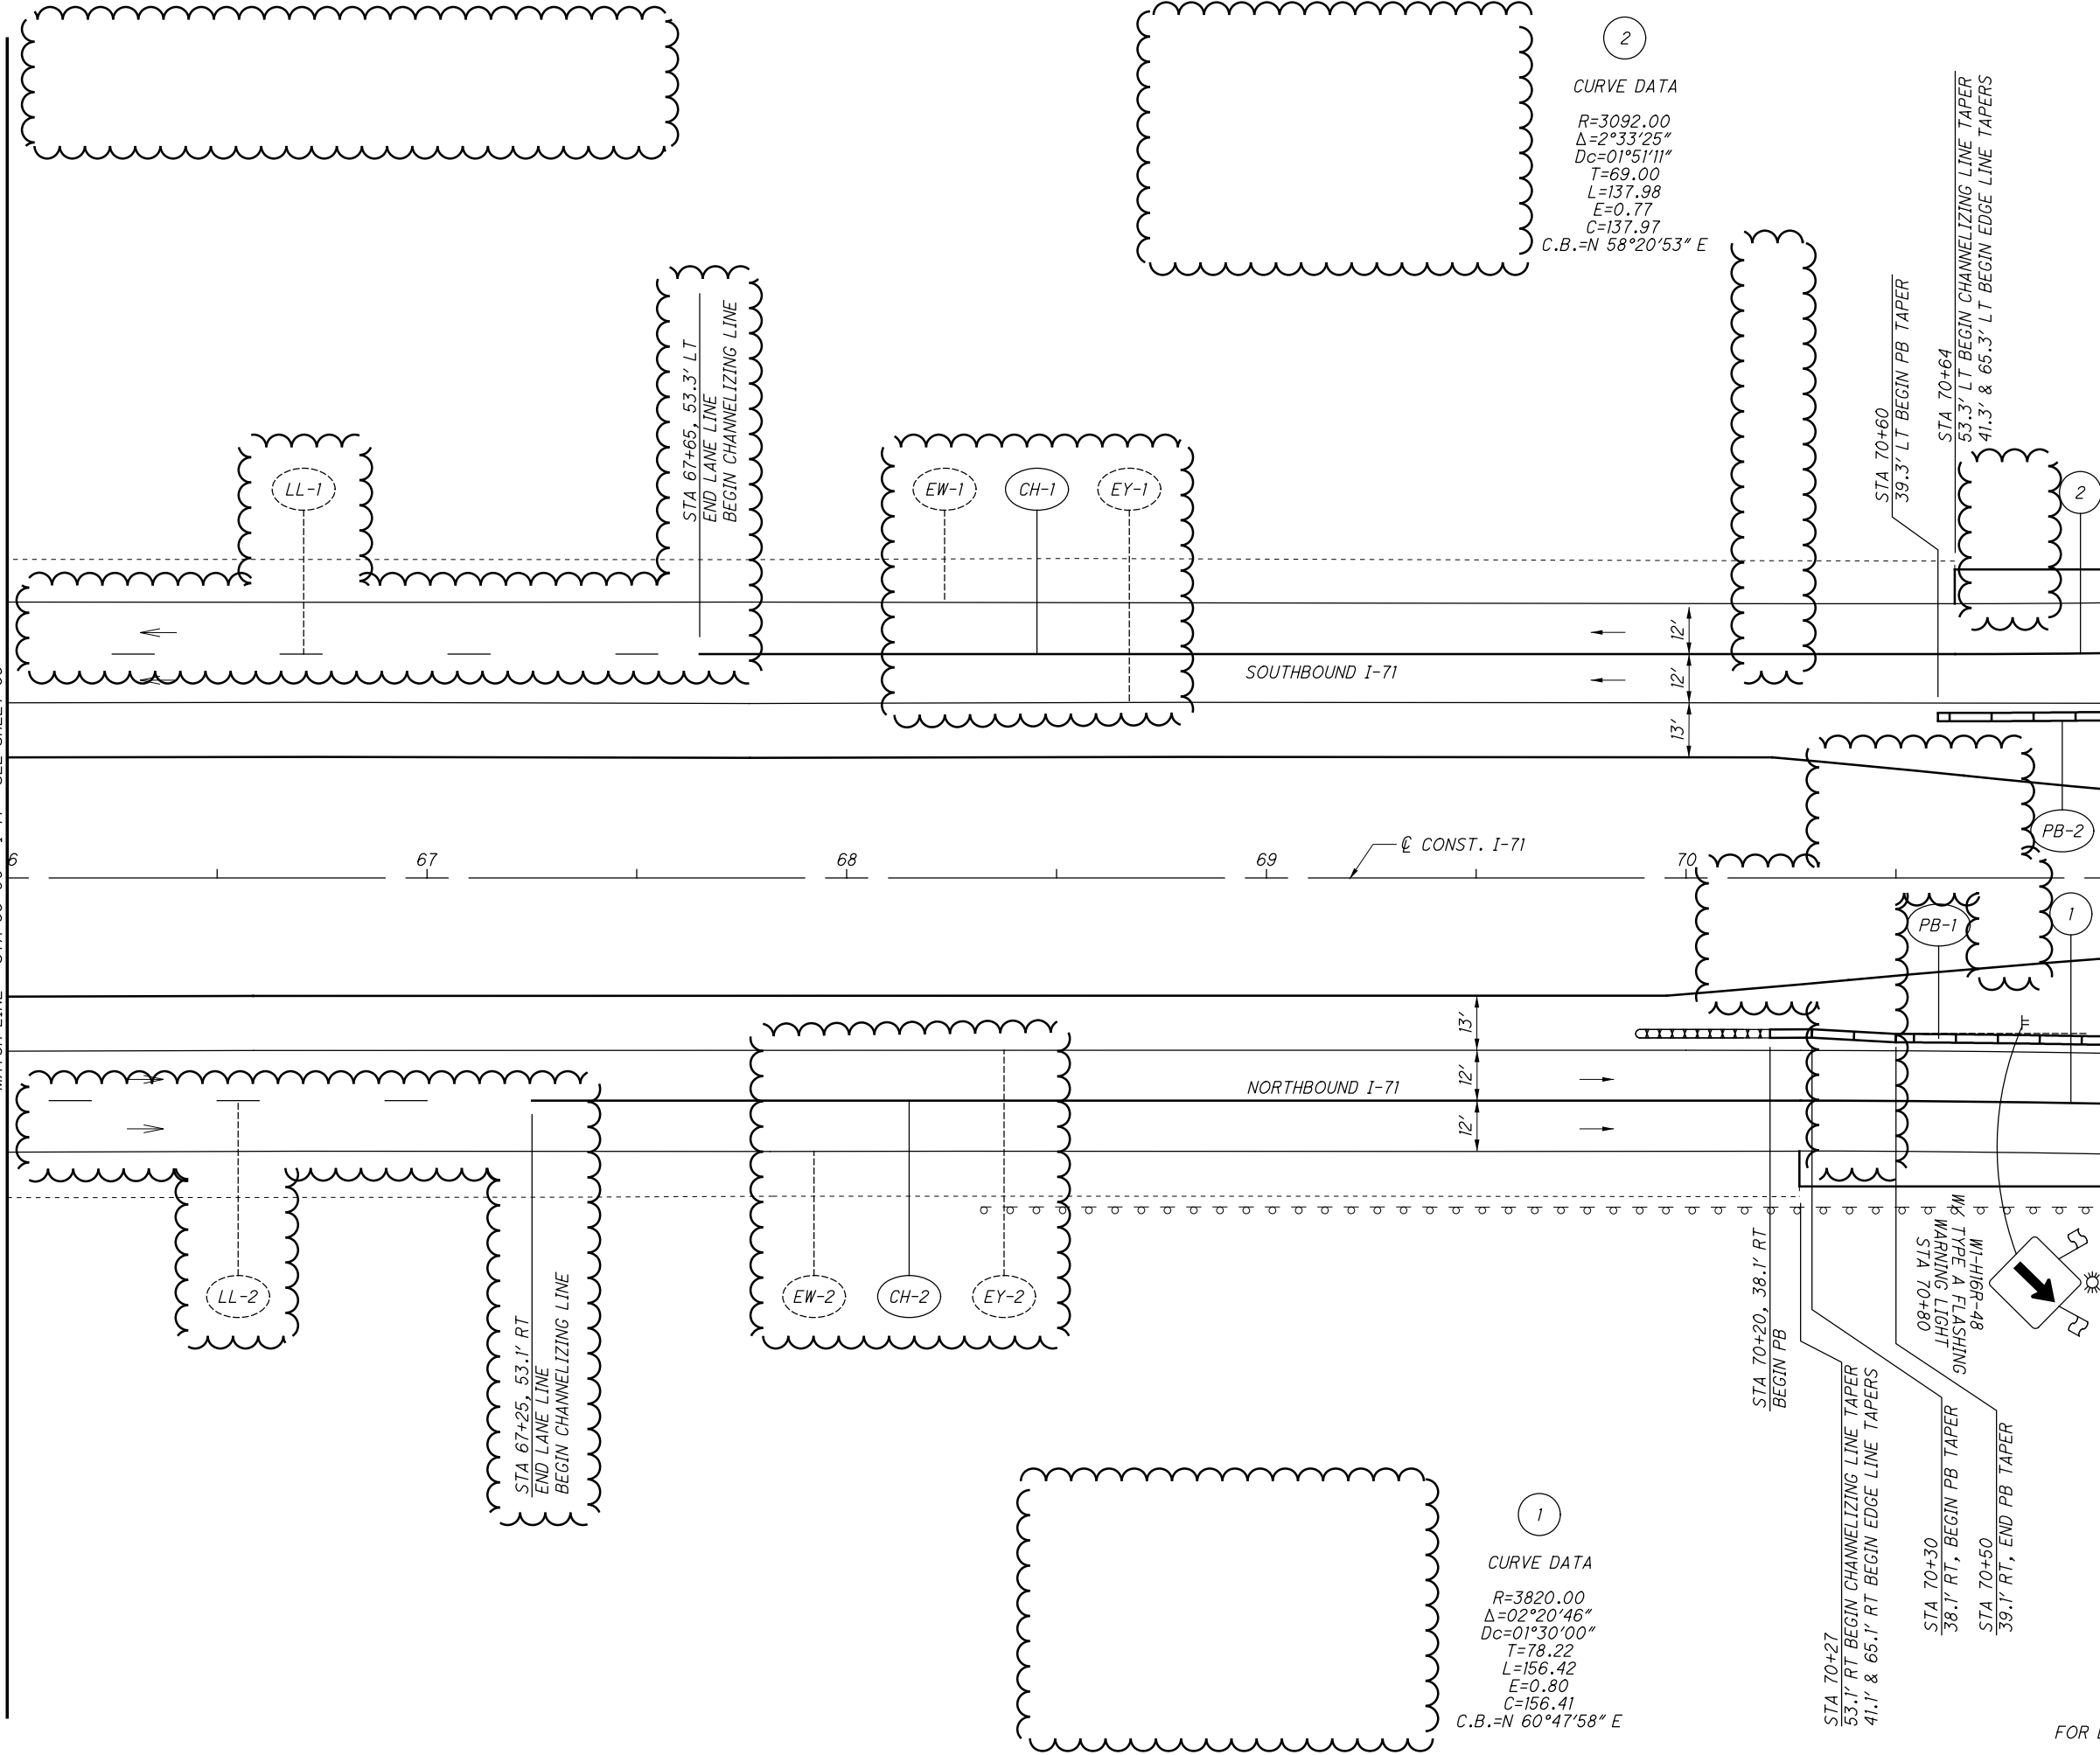 2
CURVE DATA
R=3092.00
Δ=2°33'25"
Dc=01°51'11"
T=69.00
L=137.98
E=0.77
C=137.97
C.B.=N 58°20'53" E
STA 70+64
53.3' LT BEGIN CHANNELIZING LINE TAPER
41.3' & 65.3' LT BEGIN EDGE LINE TAPERS
STA 70+60
39.3' LT BEGIN PB TAPER
STA 67+65, 53.3' LT
END LANE LINE
BEGIN CHANNELIZING LINE
LL-1
EW-1
CH-1
EY-1
2
12'
12'
13'
SOUTHBOUND I-71
PB-2
6
67
68
69
70
℄ CONST. I-71
PB-1
1
13'
12'
12'
NORTHBOUND I-71
LL-2
EW-2
CH-2
EY-2
STA 67+25, 53.1' RT
END LANE LINE
BEGIN CHANNELIZING LINE
STA 70+20, 38.1' RT
BEGIN PB
W1-H16R-48
W/ TYPE A FLASHING
WARNING LIGHT
STA 70+80
STA 70+27
53.1' RT BEGIN CHANNELIZING LINE TAPER
41.1' & 65.1' RT BEGIN EDGE LINE TAPERS
STA 70+30
38.1' RT, BEGIN PB TAPER
STA 70+50
39.1' RT, END PB TAPER
1
CURVE DATA
R=3820.00
Δ=02°20'46"
Dc=01°30'00"
T=78.22
L=156.42
E=0.80
C=156.41
C.B.=N 60°47'58" E
FOR